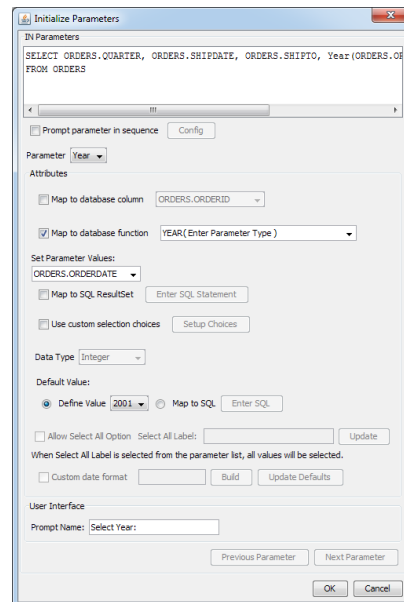 Initialize Parameters
IN Parameters
SELECT ORDERS.QUARTER, ORDERS.SHIPDATE, ORDERS.SHIPTO, Year(ORDERS.OR
FROM ORDERS
Prompt parameter in sequence Config
Parameter Year
Attributes
Map to database column ORDERS.ORDERID
Map to database function YEAR( Enter Parameter Type )
Set Parameter Values:
ORDERS.ORDERDATE
Map to SQL ResultSet Enter SQL Statement
Use custom selection choices Setup Choices
Data Type Integer
Default Value:
Define Value 2001 Map to SQL Enter SQL
Allow Select All Option Select All Label: Update
When Select All Label is selected from the parameter list, all values will be selected.
Custom date format Build Update Defaults
User Interface
Prompt Name: Select Year:
Previous Parameter Next Parameter
OK Cancel